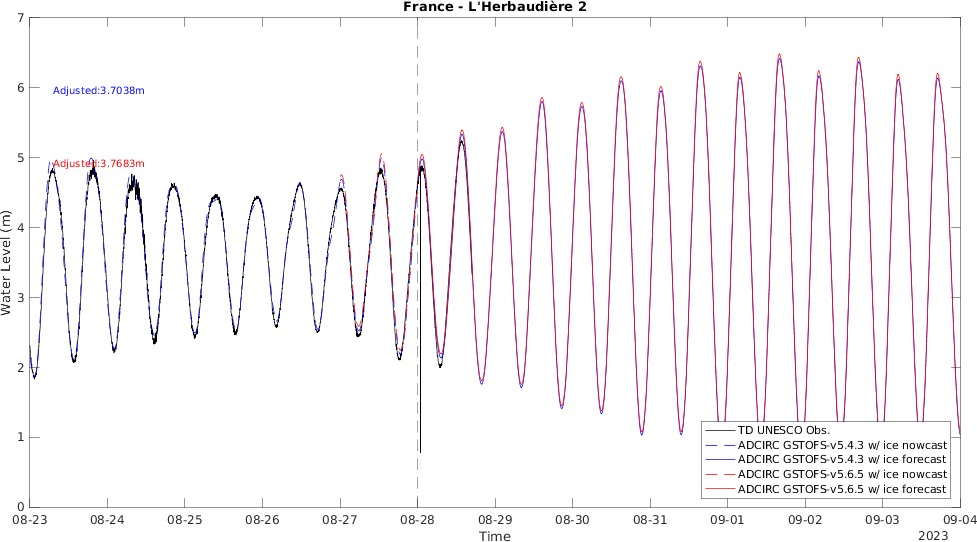 France - L'Herbaudière 2
7
6
5
4
3
2
1
0
Water Level (m)
Adjusted:3.7038m
Adjusted:3.7683m
TD UNESCO Obs.
ADCIRC GSTOFS-v5.4.3 w/ ice nowcast
ADCIRC GSTOFS-v5.4.3 w/ ice forecast
ADCIRC GSTOFS-v5.6.5 w/ ice nowcast
ADCIRC GSTOFS-v5.6.5 w/ ice forecast
08-23 08-24 08-25 08-26 08-27 08-28 08-29 08-30 08-31 09-01 09-02 09-03 09-04
Time
2023